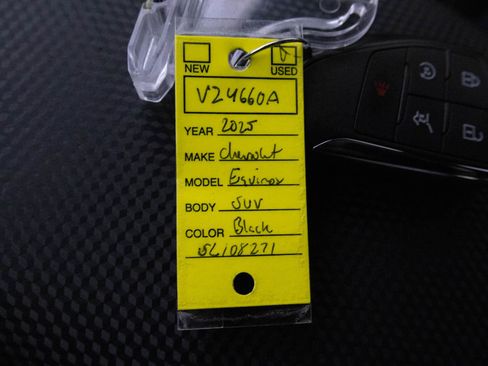 NEW USED
V24660A
YEAR 2025
MAKE Chevrolet
MODEL Equinox
BODY SUV
COLOR Black
SL108271